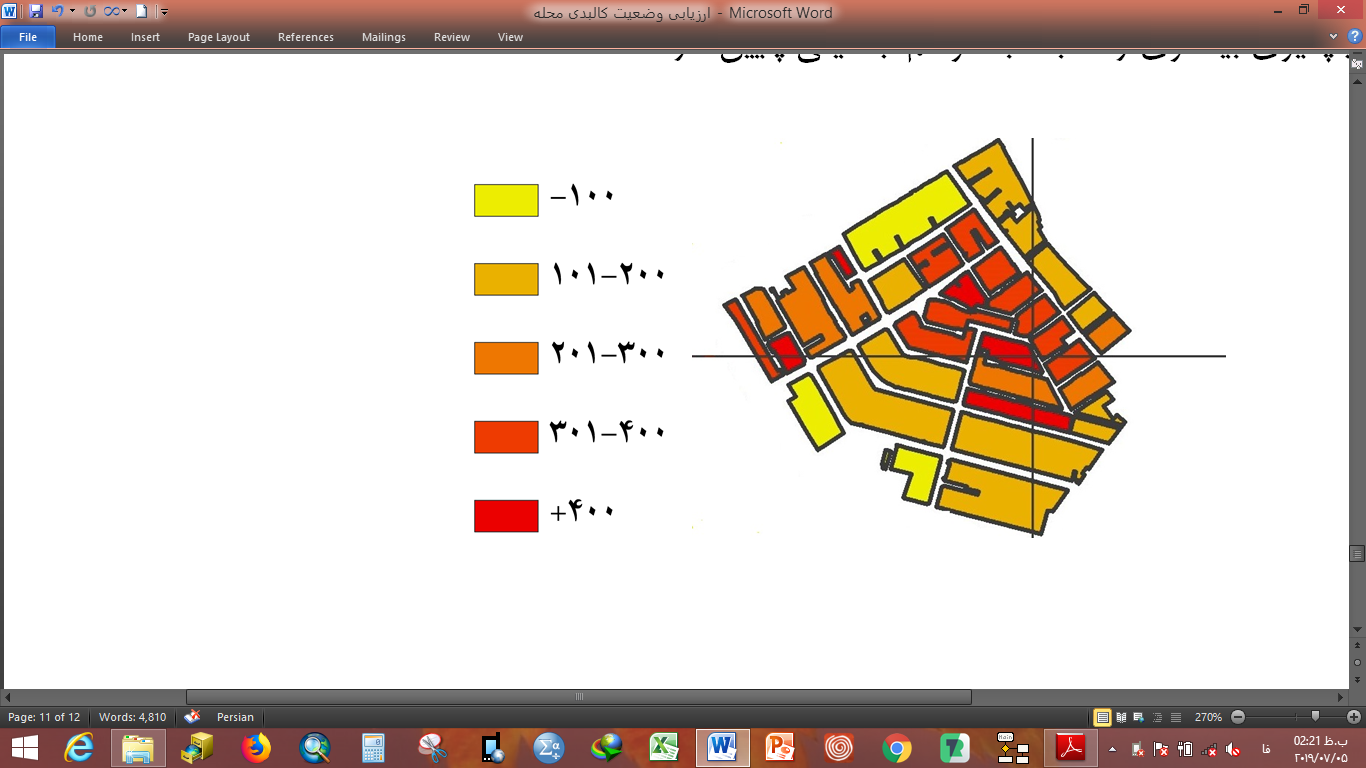 ارزیابی وضعیت کالبدی محله - Microsoft Word
File Home Insert Page Layout References Mailings Review View
-۱۰۰
۱۰۱-۲۰۰
۲۰۱-۳۰۰
۳۰۱-۴۰۰
+۴۰۰
Page: 11 of 12 Words: 4,810 Persian 270%
فا
02:21 ب.ظ
۲۰۱۹/۰۷/۰۵